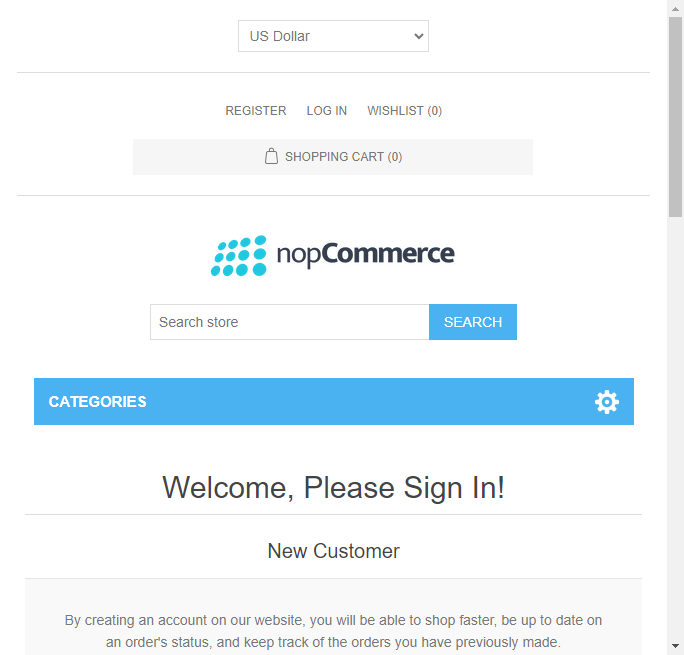 US Dollar
REGISTER LOG IN WISHLIST (0)
SHOPPING CART (0)
nopCommerce
Search store SEARCH
CATEGORIES
Welcome, Please Sign In!
New Customer
By creating an account on our website, you will be able to shop faster, be up to date on
an order's status, and keep track of the orders you have previously made.